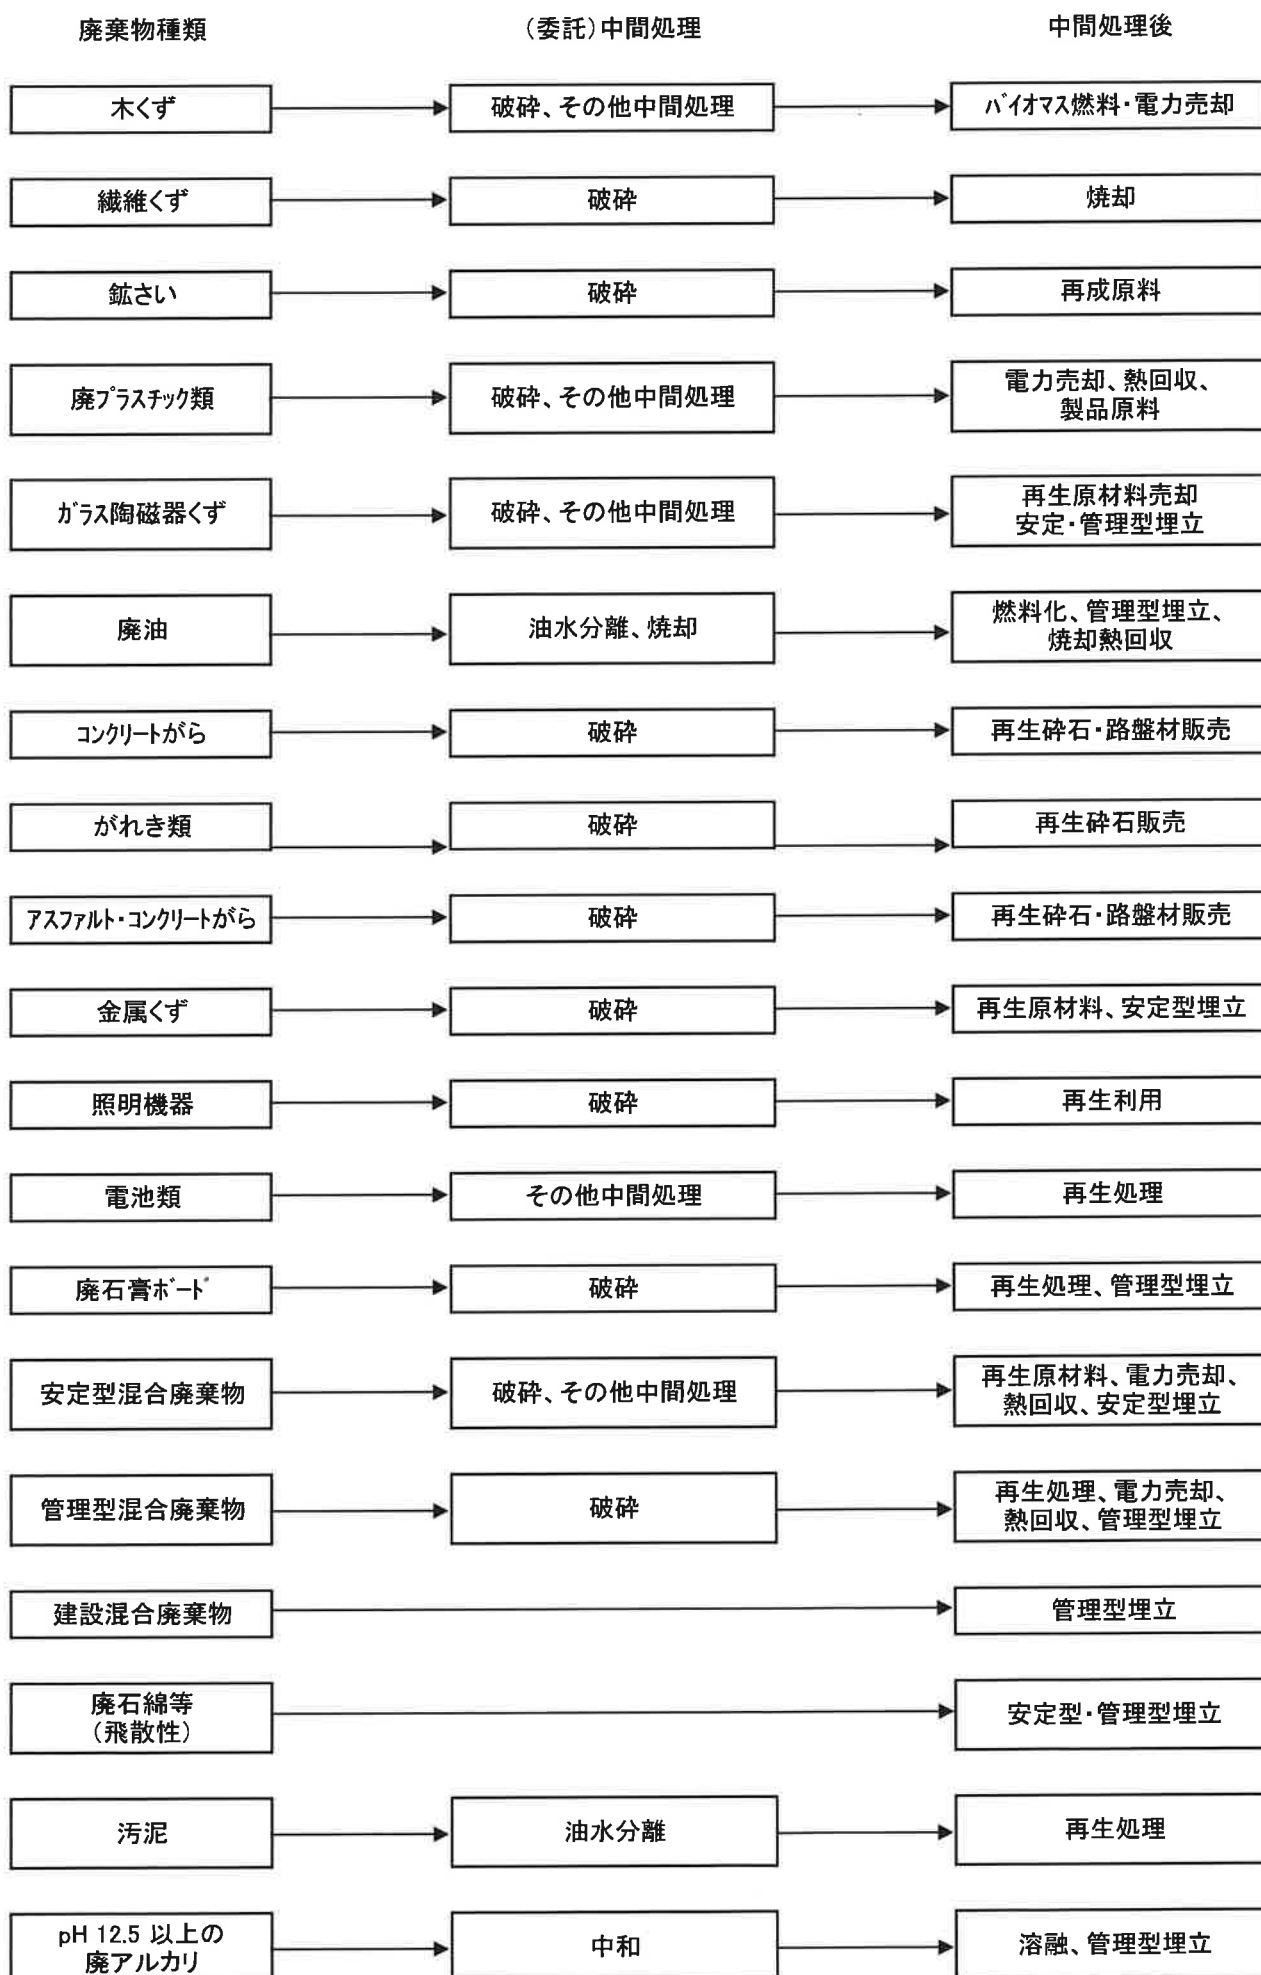 廃棄物種類 （委託）中間処理 中間処理後
木くず 破砕、その他中間処理 バイオマス燃料・電力売却
繊維くず 破砕 焼却
鉱さい 破砕 再成原料
廃プラスチック類 破砕、その他中間処理 電力売却、熱回収、
製品原料
ガラス陶磁器くず 破砕、その他中間処理 再生原材料売却
安定・管理型埋立
廃油 油水分離、焼却 燃料化、管理型埋立、
焼却熱回収
コンクリートがら 破砕 再生砕石・路盤材販売
がれき類 破砕 再生砕石販売
アスファルト・コンクリートがら 破砕 再生砕石・路盤材販売
金属くず 破砕 再生原材料、安定型埋立
照明機器 破砕 再生利用
電池類 その他中間処理 再生処理
廃石膏ボード 破砕 再生処理、管理型埋立
安定型混合廃棄物 破砕、その他中間処理 再生原材料、電力売却、
熱回収、安定型埋立
管理型混合廃棄物 破砕 再生処理、電力売却、
熱回収、管理型埋立
建設混合廃棄物 管理型埋立
廃石綿等
（飛散性） 安定型・管理型埋立
汚泥 油水分離 再生処理
pH 12.5 以上の
廃アルカリ 中和 溶融、管理型埋立